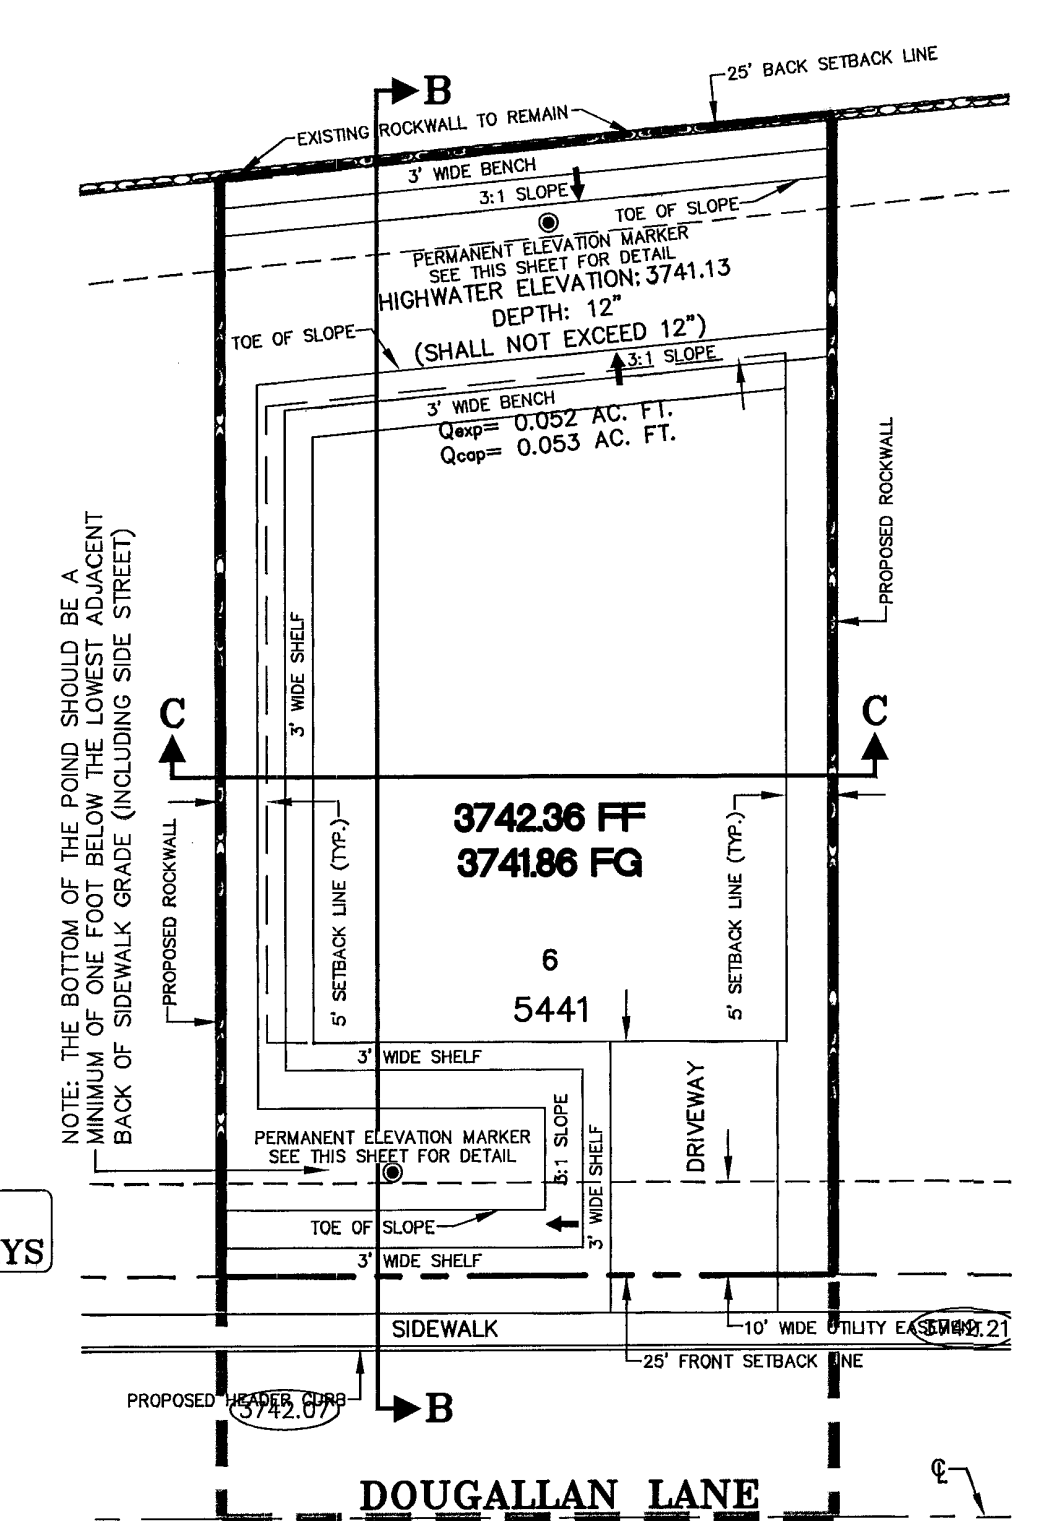 25' BACK SETBACK LINE
B
EXISTING ROCKWALL TO REMAIN
3' WIDE BENCH
3:1 SLOPE
TOE OF SLOPE
PERMANENT ELEVATION MARKER
SEE THIS SHEET FOR DETAIL
HIGHWATER ELEVATION: 3741.13
DEPTH: 12"
(SHALL NOT EXCEED 12")
TOE OF SLOPE
3:1 SLOPE
3' WIDE BENCH
Qexp= 0.052 AC. FT.
Qcap= 0.053 AC. FT.
PROPOSED ROCKWALL
NOTE: THE BOTTOM OF THE POIND SHOULD BE A
MINIMUM OF ONE FOOT BELOW THE LOWEST ADJACENT
BACK OF SIDEWALK GRADE (INCLUDING SIDE STREET)
3' WIDE SHELF
C
C
3742.36 FF
3741.86 FG
PROPOSED ROCKWALL
5' SETBACK LINE (TYP.)
5' SETBACK LINE (TYP.)
6
5441
3' WIDE SHELF
DRIVEWAY
3:1 SLOPE
3' WIDE SHELF
PERMANENT ELEVATION MARKER
SEE THIS SHEET FOR DETAIL
TOE OF SLOPE
YS
3' WIDE SHELF
SIDEWALK
10' WIDE UTILITY EASEMENT
3742.21
25' FRONT SETBACK LINE
PROPOSED HEADER CURB
3742.07
B
DOUGALLAN LANE
℄